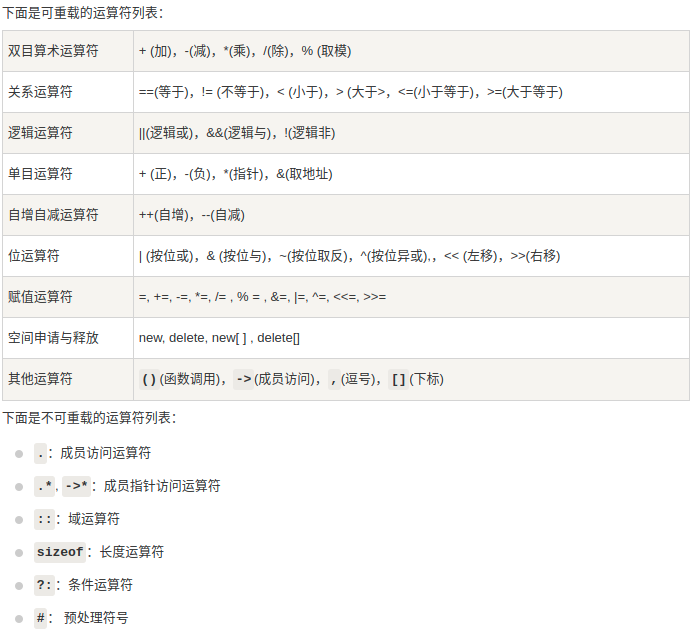 下面是可重载的运算符列表：
双目算术运算符 + (加)，-(减)，*(乘)，/(除)，% (取模)
关系运算符 ==(等于)，!= (不等于)，< (小于)，> (大于>，<=(小于等于)，>=(大于等于)
逻辑运算符 ||(逻辑或)，&&(逻辑与)，!(逻辑非)
单目运算符 + (正)，-(负)，*(指针)，&(取地址)
自增自减运算符 ++(自增)，--(自减)
位运算符 | (按位或)，& (按位与)，~(按位取反)，^(按位异或),，<< (左移)，>>(右移)
赋值运算符 =, +=, -=, *=, /= , % = , &=, |=, ^=, <<=, >>=
空间申请与释放 new, delete, new[ ] , delete[]
其他运算符 ()(函数调用)，->(成员访问)，,(逗号)，[](下标)
下面是不可重载的运算符列表：
.：成员访问运算符
.*, ->*：成员指针访问运算符
::：域运算符
sizeof：长度运算符
?:：条件运算符
#： 预处理符号